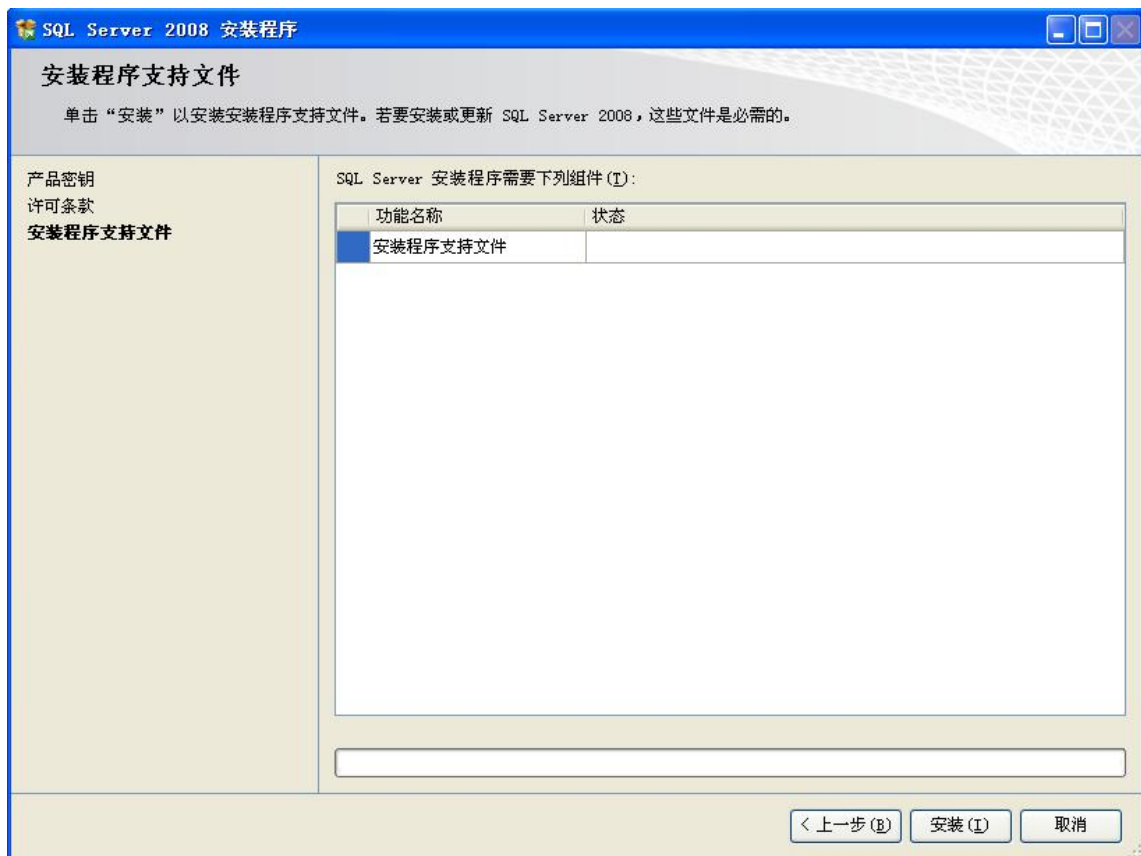 SQL Server 2008 安装程序
安装程序支持文件
单击“安装”以安装安装程序支持文件。若要安装或更新 SQL Server 2008，这些文件是必需的。
产品密钥
许可条款
安装程序支持文件
SQL Server 安装程序需要下列组件(T):
功能名称 状态
安装程序支持文件
< 上一步(B) 安装(I) 取消